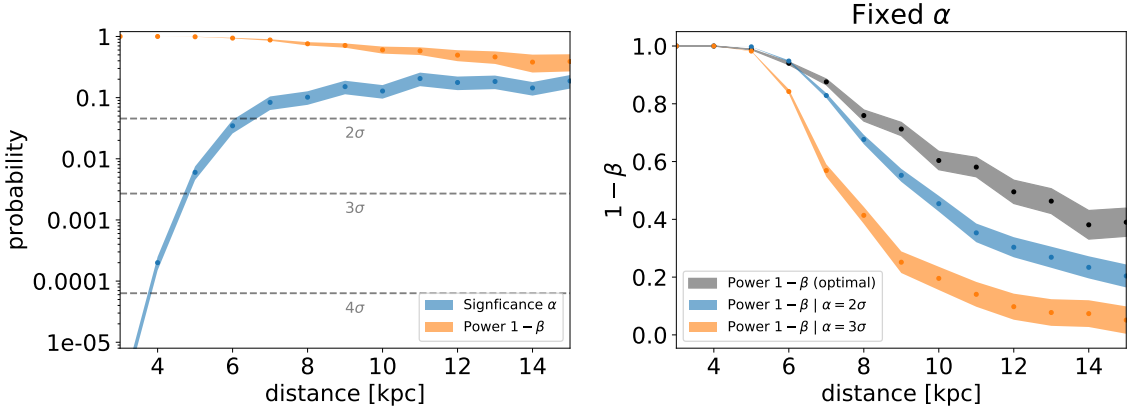 probability
1
0.1
0.01
0.001
0.0001
1e-05
2σ
3σ
4σ
Signficance α
Power 1 − β
4 6 8 10 12 14
distance [kpc]
Fixed α
1 − β
1.0
0.8
0.6
0.4
0.2
0.0
Power 1 − β (optimal)
Power 1 − β | α = 2σ
Power 1 − β | α = 3σ
4 6 8 10 12 14
distance [kpc]